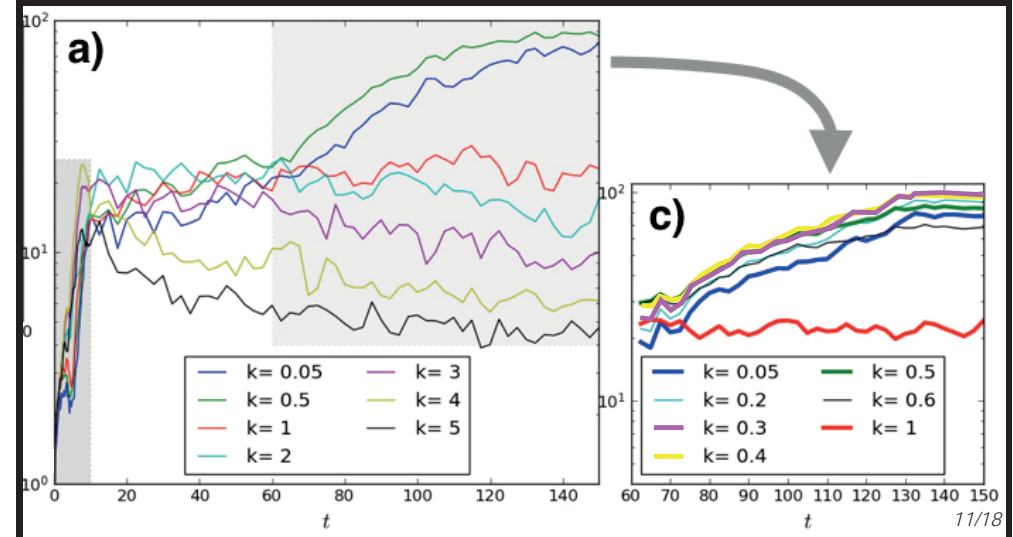 a)
10²
10¹
10⁰
0
0 20 40 60 80 100 120 140
t
k= 0.05
k= 0.5
k= 1
k= 2
k= 3
k= 4
k= 5
c)
10²
10¹
60 70 80 90 100 110 120 130 140 150
t
k= 0.05
k= 0.2
k= 0.3
k= 0.4
k= 0.5
k= 0.6
k= 1
11/18